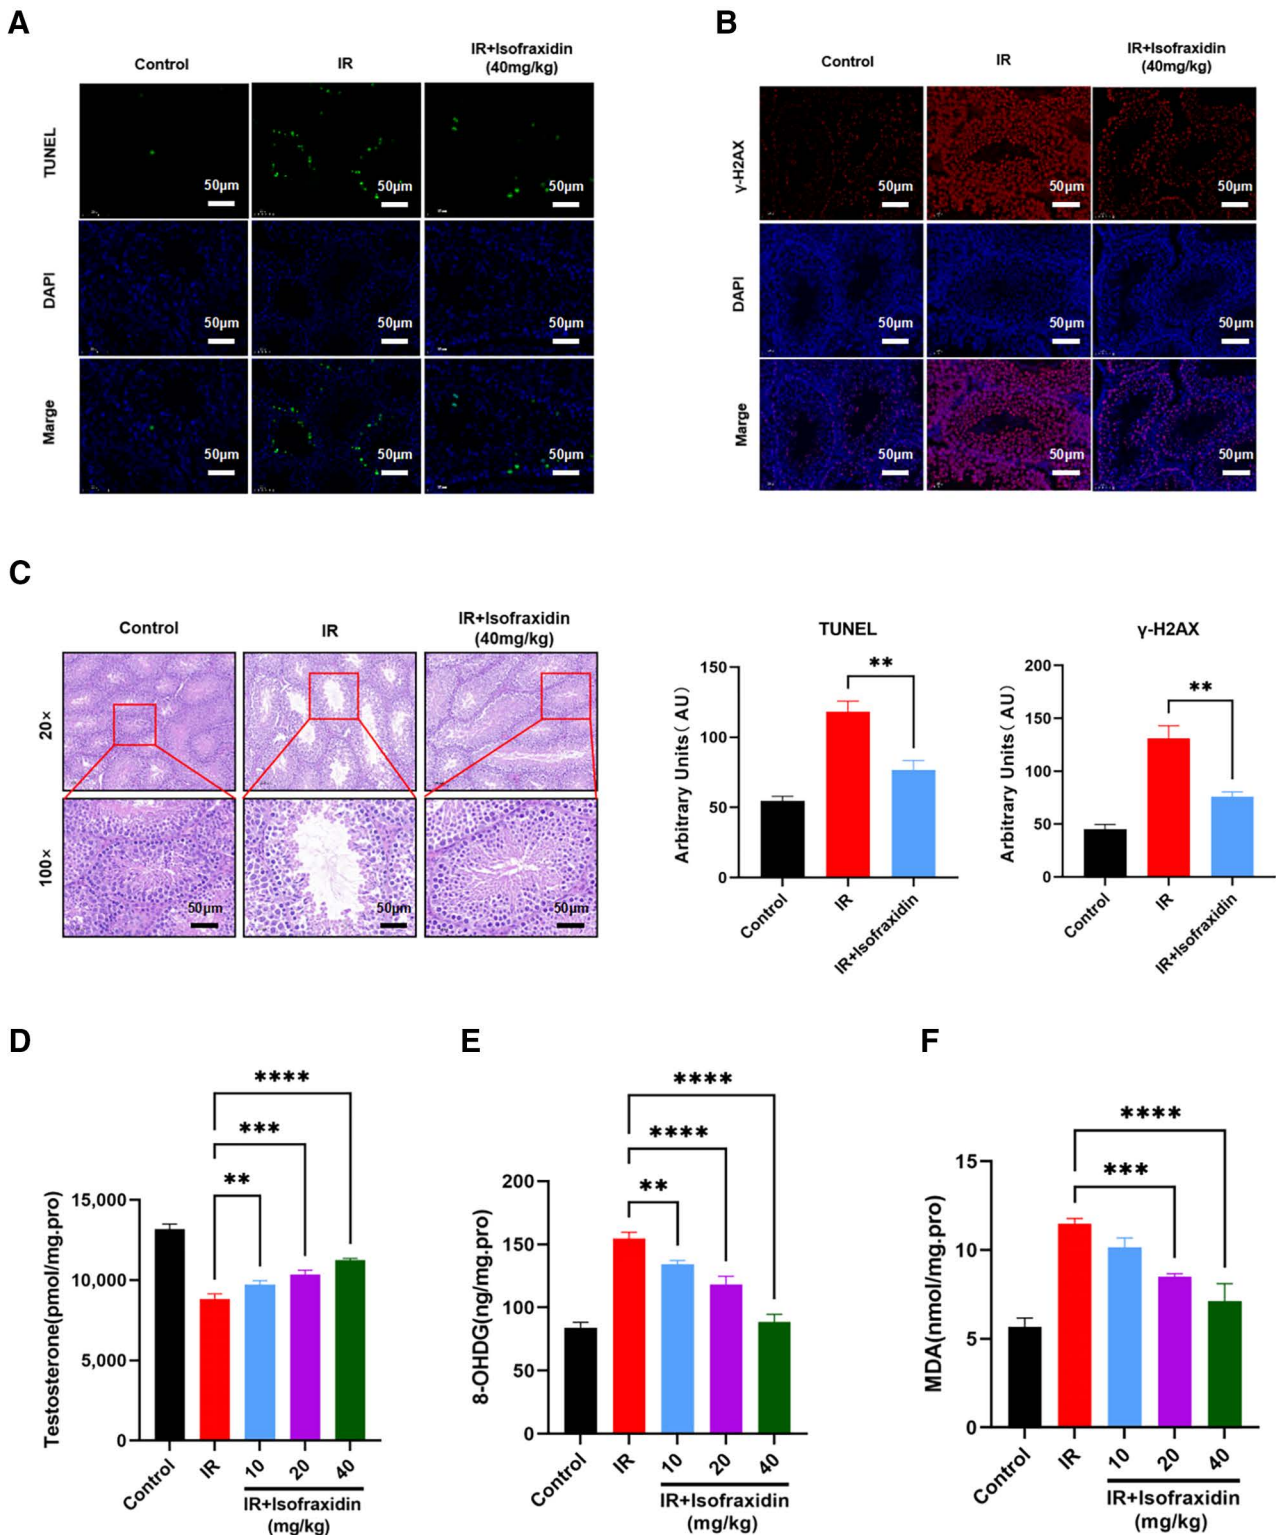 A
Control
IR
IR+Isofraxidin
(40mg/kg)
TUNEL
50μm
50μm
50μm
DAPI
50μm
50μm
50μm
Marge
50μm
50μm
50μm
B
Control
IR
IR+Isofraxidin
(40mg/kg)
γ-H2AX
50μm
50μm
50μm
DAPI
50μm
50μm
50μm
Marge
50μm
50μm
50μm
C
Control
IR
IR+Isofraxidin
(40mg/kg)
20×
100×
50μm
50μm
50μm
TUNEL
Arbitrary Units( AU)
150
100
50
0
**
Control
IR
IR+Isofraxidin
γ-H2AX
Arbitrary Units( AU)
200
150
100
50
0
**
Control
IR
IR+Isofraxidin
D
Testosterone(pmol/mg.pro)
15,000
10,000
5,000
0
****
***
**
Control
IR
10
20
40
IR+Isofraxidin
(mg/kg)
E
8-OHDG(ng/mg.pro)
200
150
100
50
0
****
****
**
Control
IR
10
20
40
IR+Isofraxidin
(mg/kg)
F
MDA(nmol/mg.pro)
15
10
5
0
****
***
Control
IR
10
20
40
IR+Isofraxidin
(mg/kg)